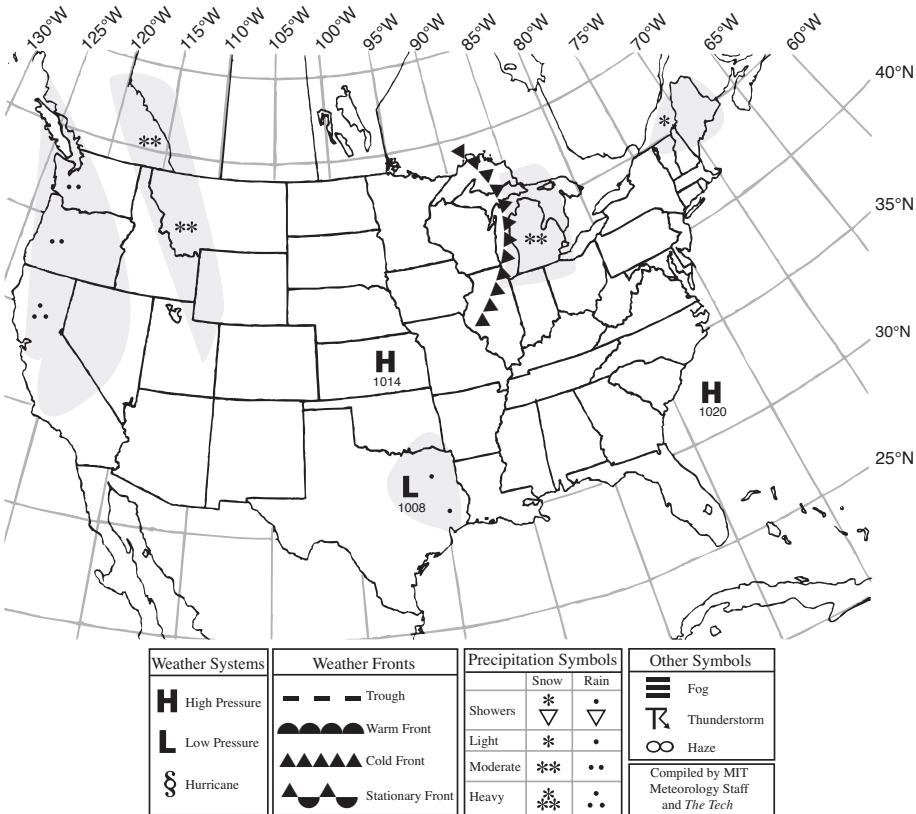 130°W 125°W 120°W 115°W 110°W 105°W 100°W 95°W 90°W 85°W 80°W 75°W 70°W 65°W 60°W
40°N
35°N
30°N
25°N
H
1014
H
1020
L
1008
Weather Systems
H High Pressure
L Low Pressure
§ Hurricane
Weather Fronts
Trough
Warm Front
Cold Front
Stationary Front
Precipitation Symbols
Snow Rain
Showers
Light
Moderate
Heavy
Other Symbols
Fog
Thunderstorm
Haze
Compiled by MIT
Meteorology Staff
and The Tech